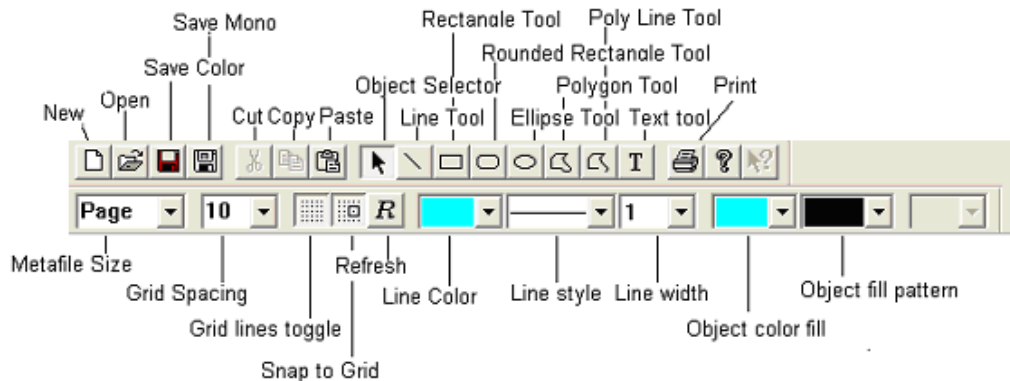 Save Mono
Rectangle Tool
Poly Line Tool
Save Color
Rounded Rectangle Tool
Open
Object Selector
Polygon Tool
Print
New
Cut Copy Paste
Line Tool
Ellipse Tool
Text tool
T
?
?
Page
10
R
1
Metafile Size
Refresh
Grid Spacing
Line Color
Line style
Line width
Object fill pattern
Grid lines toggle
Object color fill
Snap to Grid